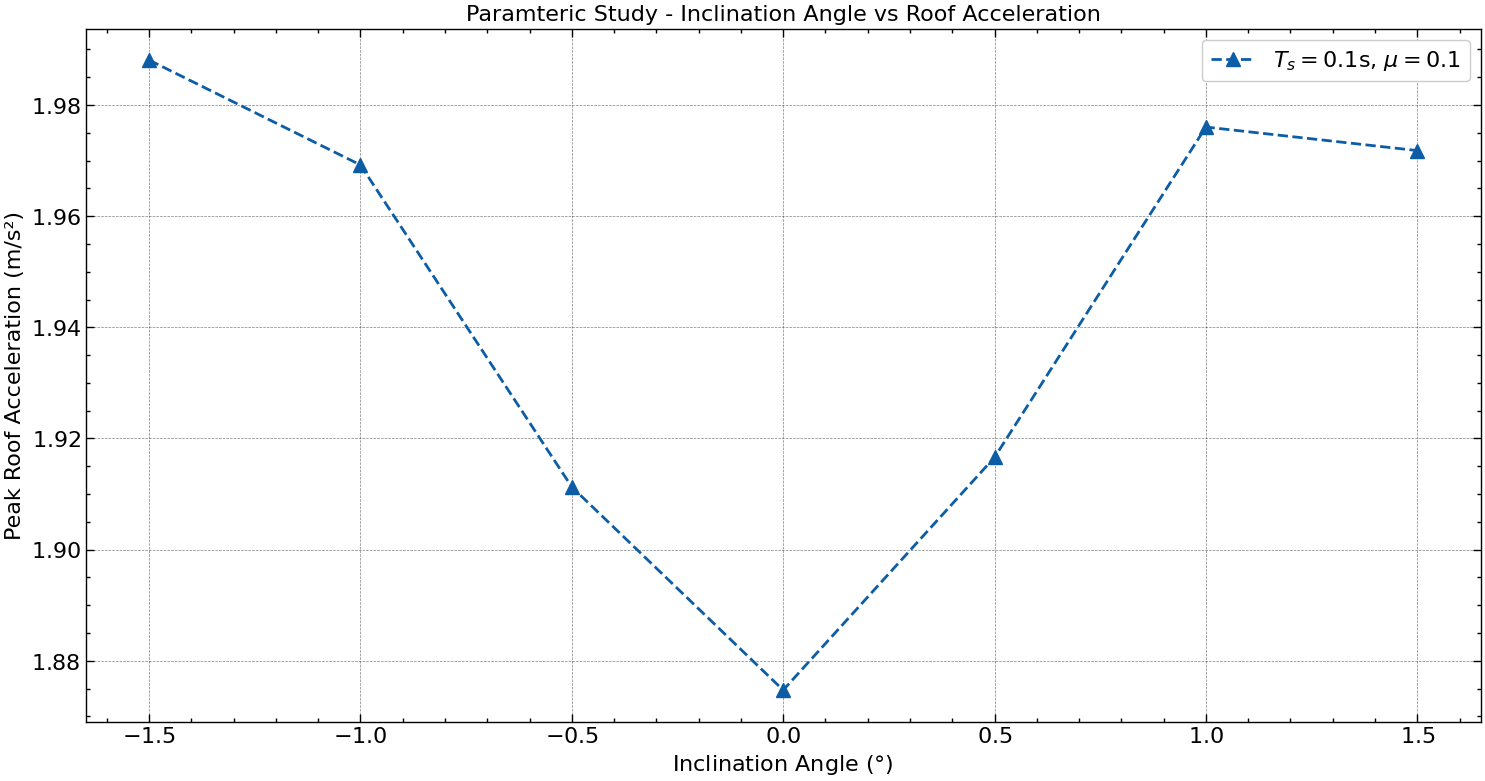 Paramteric Study - Inclination Angle vs Roof Acceleration
T_s = 0.1s, μ = 0.1
Peak Roof Acceleration (m/s²)
1.98
1.96
1.94
1.92
1.90
1.88
−1.5 −1.0 −0.5 0.0 0.5 1.0 1.5
Inclination Angle (°)